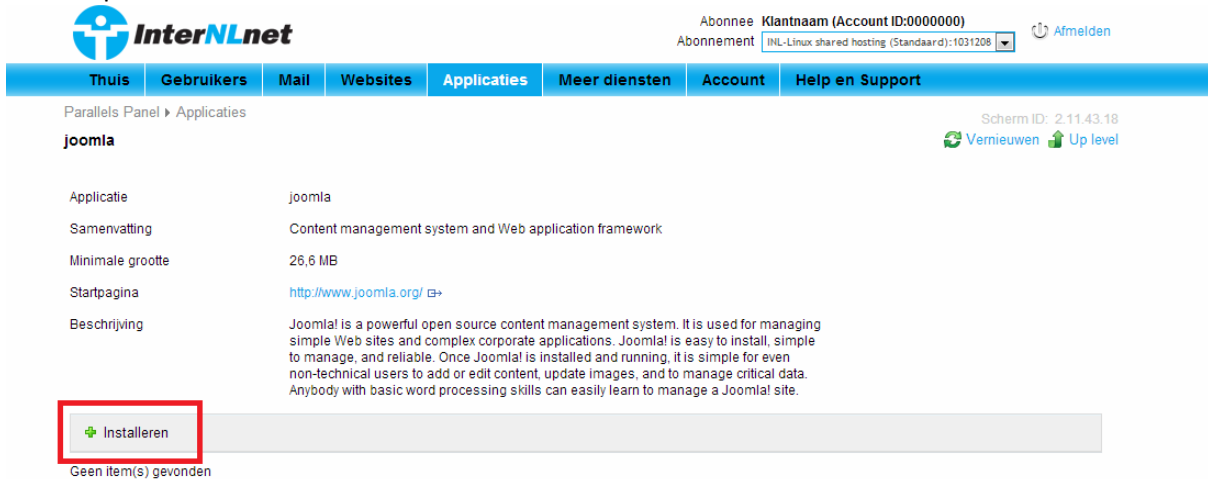 InterNLnet
Abonnee Klantnaam (Account ID:0000000)
Abonnement INL-Linux shared hosting (Standaard):1031208
Afmelden
Thuis Gebruikers Mail Websites Applicaties Meer diensten Account Help en Support
Parallels Panel Applicaties
Scherm ID: 2.11.43.18
joomla
Vernieuwen Up level
Applicatie joomla
Samenvatting Content management system and Web application framework
Minimale grootte 26,6 MB
Startpagina http://www.joomla.org/
Beschrijving Joomla! is a powerful open source content management system. It is used for managing
simple Web sites and complex corporate applications. Joomla! is easy to install, simple
to manage, and reliable. Once Joomla! is installed and running, it is simple for even
non-technical users to add or edit content, update images, and to manage critical data.
Anybody with basic word processing skills can easily learn to manage a Joomla! site.
Installeren
Geen item(s) gevonden